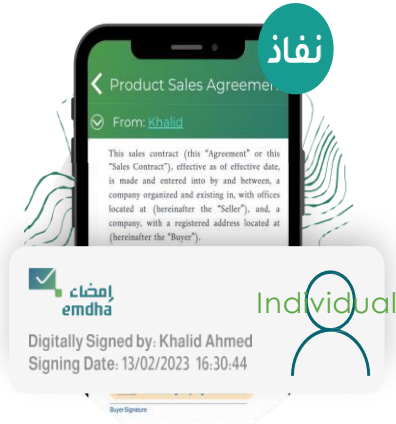 نفاذ
Product Sales Agreemen
From: Khalid
This sales contract (this “Agreement” or this
“Sales Contract”), effective as of effective date,
is made and entered into by and between, a
company organized and existing in, with offices
located at (hereinafter the “Seller”), and, a
company, with a registered address located at
(hereinafter the “Buyer”).
إمضاء
emdha
Individual
Digitally Signed by: Khalid Ahmed
Signing Date: 13/02/2023 16:30:44
Buyer Signature